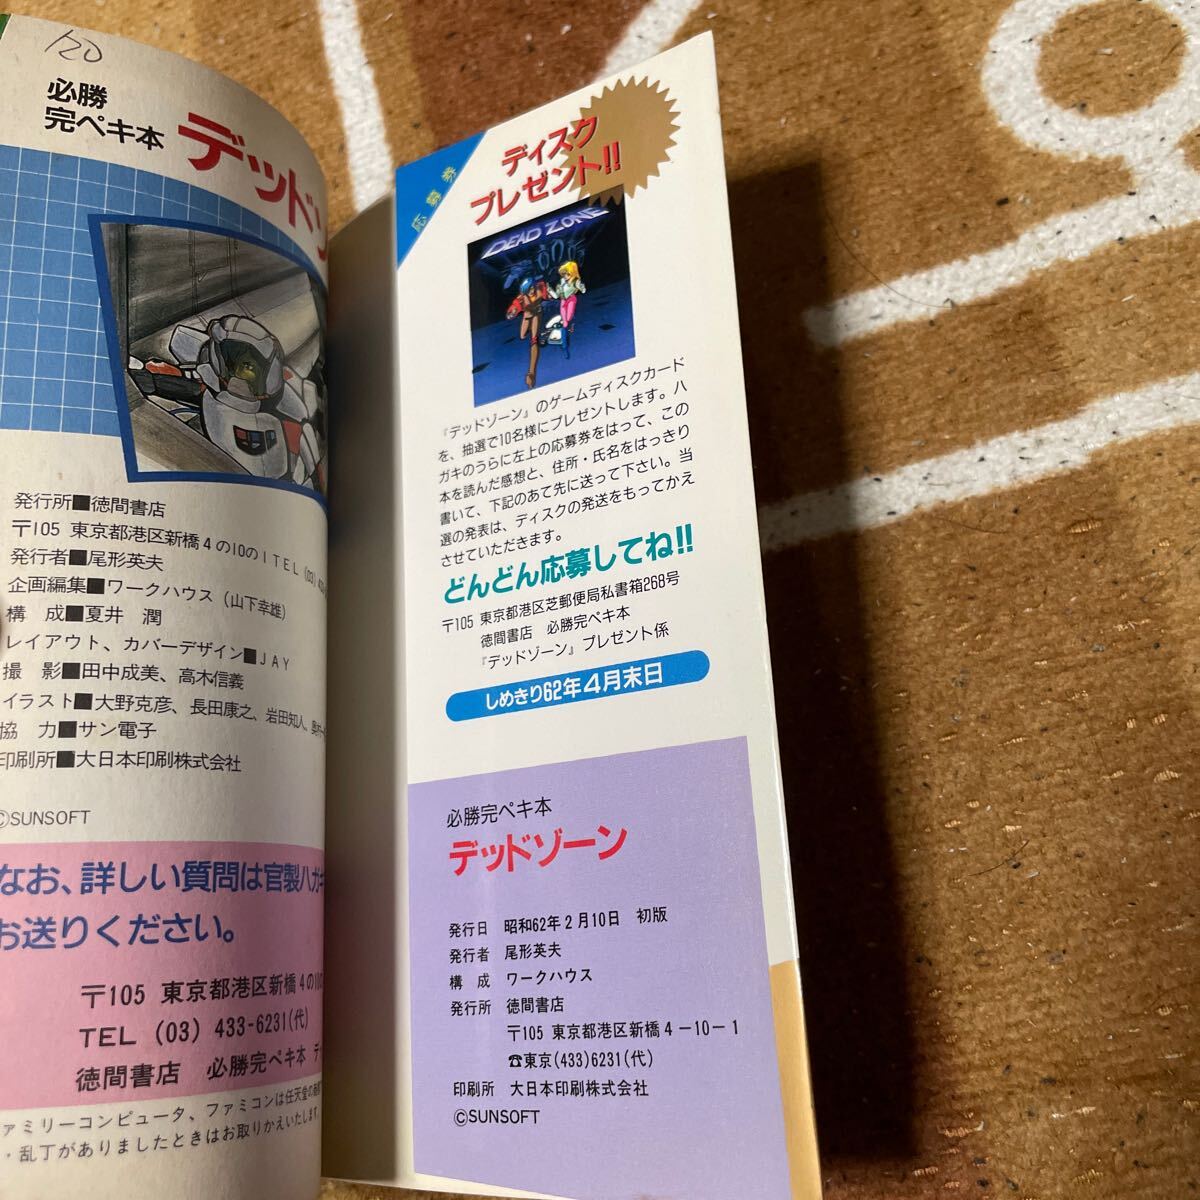 120
必勝
完ペキ本
デッドゾ
発行所■徳間書店
〒105 東京都港区新橋4の10の1 TEL (03)
発行者■尾形英夫
企画編集■ワークハウス（山下幸雄）
構 成■夏井 潤
レイアウト、カバーデザイン■JAY
撮 影■田中成美、高木信義
イラスト■大野克彦、長田康之、岩田知人、
協 力■サン電子
印刷所■大日本印刷株式会社
©SUNSOFT
なお、詳しい質問は官製ハガキ
お送りください。
〒105 東京都港区新橋4の10の
TEL (03) 433-6231(代)
徳間書店 必勝完ペキ本 デ
ファミリーコンピュータ、ファミコンは任天堂の商標
・乱丁がありましたときはお取りかえいたします
応募券
ディスク
プレゼント!!
DEAD ZONE
『デッドゾーン』のゲームディスクカード
を、抽選で10名様にプレゼントします。ハ
ガキのうらに左上の応募券をはって、この
本を読んだ感想と、住所・氏名をはっきり
書いて、下記のあて先に送って下さい。当
選の発表は、ディスクの発送をもってかえ
させていただきます。
どんどん応募してね!!
〒105 東京都港区芝郵便局私書箱268号
徳間書店 必勝完ペキ本
『デッドゾーン』プレゼント係
しめきり62年4月末日
必勝完ペキ本
デッドゾーン
発行日 昭和62年2月10日 初版
発行者 尾形英夫
構 成 ワークハウス
発行所 徳間書店
〒105 東京都港区新橋4－10－1
☎東京(433)6231(代)
印刷所 大日本印刷株式会社
©SUNSOFT